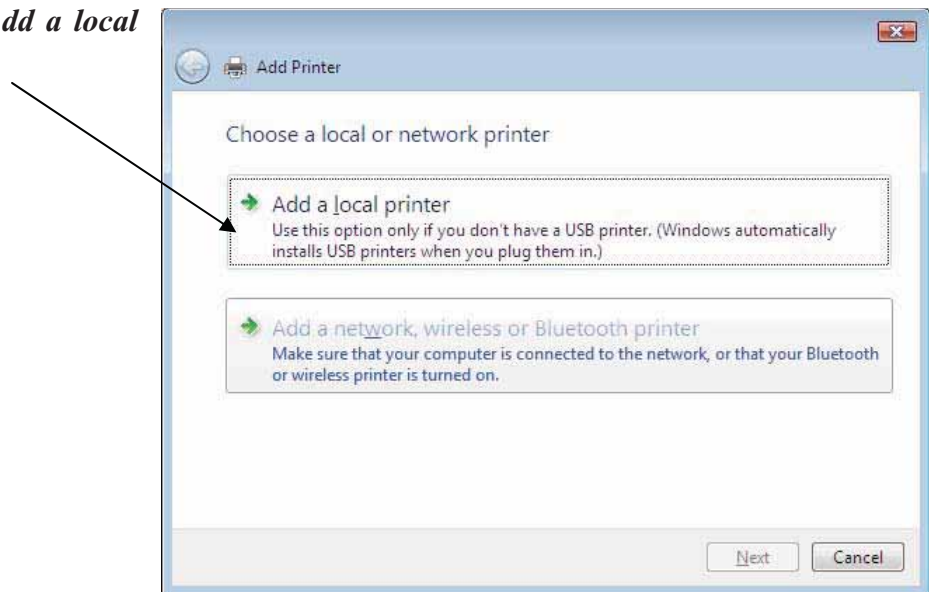 dd a local
Add Printer
Choose a local or network printer
Add a local printer
Use this option only if you don't have a USB printer. (Windows automatically
installs USB printers when you plug them in.)
Add a network, wireless or Bluetooth printer
Make sure that your computer is connected to the network, or that your Bluetooth
or wireless printer is turned on.
Next Cancel